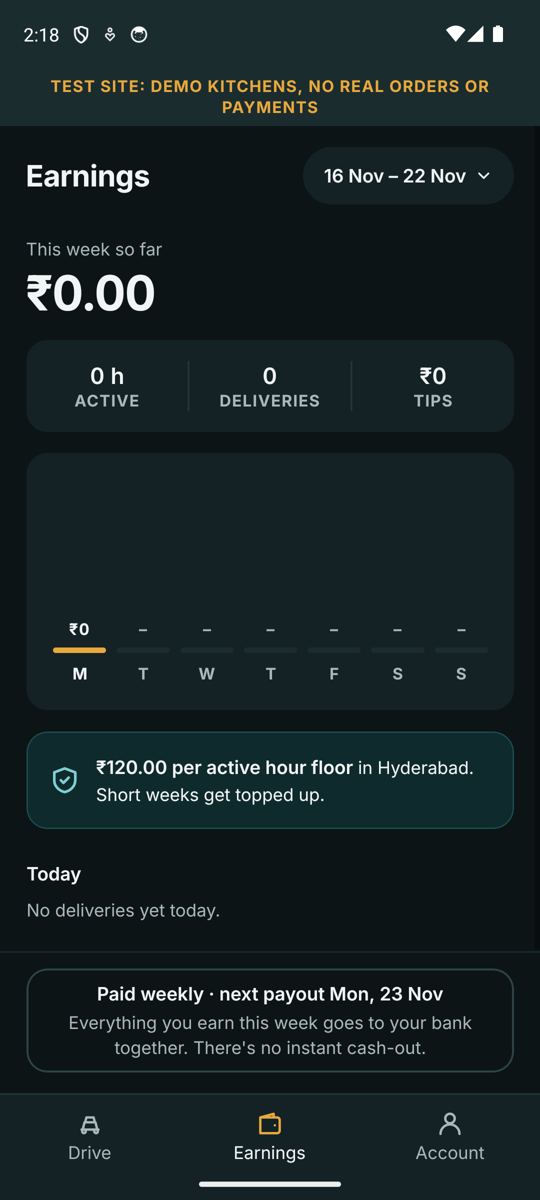 2:18
TEST SITE: DEMO KITCHENS, NO REAL ORDERS OR
PAYMENTS
Earnings
16 Nov – 22 Nov
This week so far
₹0.00
0 h
0
₹0
ACTIVE
DELIVERIES
TIPS
₹0 – – – – – –
M T W T F S S
₹120.00 per active hour floor in Hyderabad.
Short weeks get topped up.
Today
No deliveries yet today.
Paid weekly · next payout Mon, 23 Nov
Everything you earn this week goes to your bank
together. There's no instant cash-out.
Drive
Earnings
Account